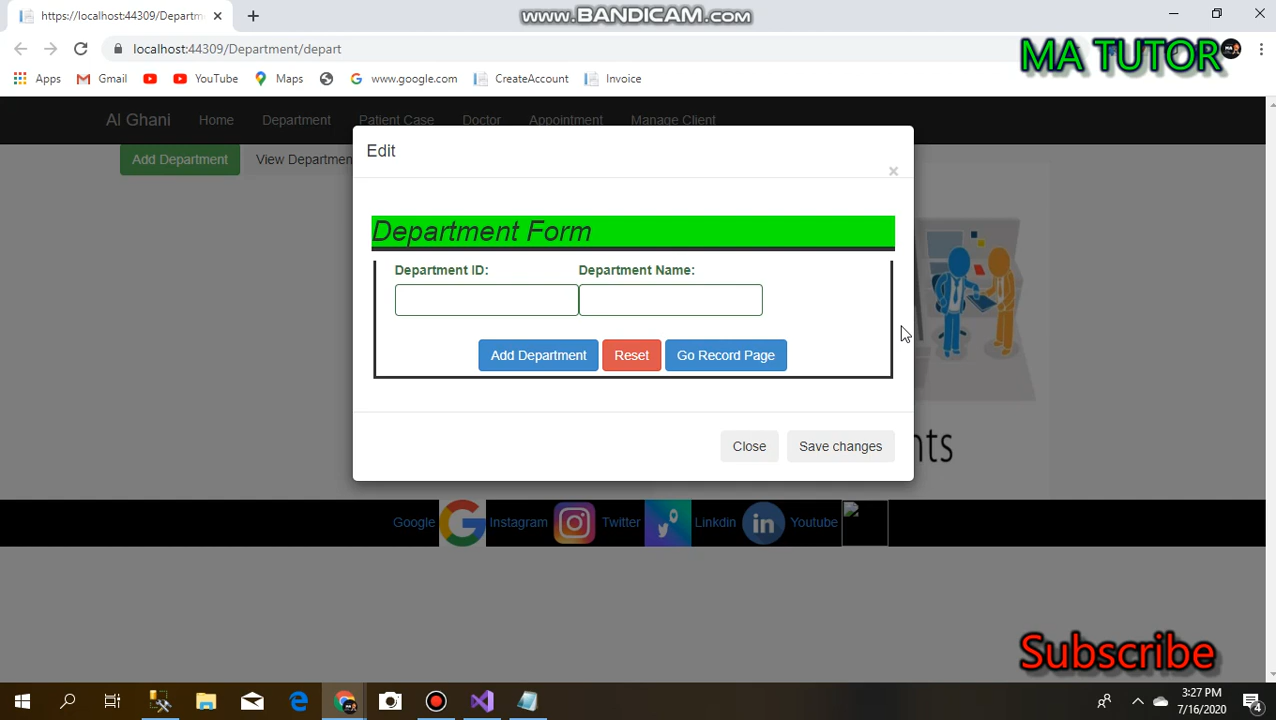 https://localhost:44309/Departm
www.BANDICAM.com
localhost:44309/Department/depart
MA TUTOR
Apps
Gmail
YouTube
Maps
www.google.com
CreateAccount
Invoice
Al Ghani
Home
Department
Patient Case
Doctor
Appointment
Manage Client
Add Department
View Departmen
Edit
×
Department Form
Department ID:
Department Name:
Add Department
Reset
Go Record Page
Close
Save changes
nts
Google
Instagram
Twitter
Linkdin
in
Youtube
Subscribe
3:27 PM
7/16/2020
4